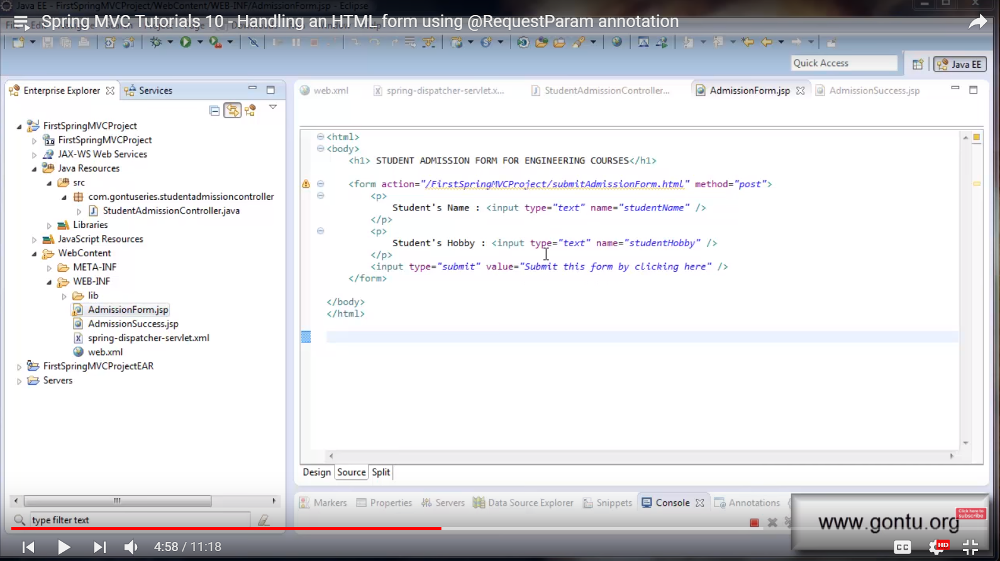 Java EE - FirstSpringMVCProject/WebContent/WEB-INF/AdmissionForm.jsp - Eclipse
Spring MVC Tutorials 10 - Handling an HTML form using @RequestParam annotation
Quick Access
Java EE
Enterprise Explorer
Services
FirstSpringMVCProject
FirstSpringMVCProject
JAX-WS Web Services
Java Resources
src
com.gontuseries.studentadmissioncontroller
StudentAdmissionController.java
Libraries
JavaScript Resources
WebContent
META-INF
WEB-INF
lib
AdmissionForm.jsp
AdmissionSuccess.jsp
spring-dispatcher-servlet.xml
web.xml
FirstSpringMVCProjectEAR
Servers
type filter text
web.xml
spring-dispatcher-servlet.x...
StudentAdmissionController...
AdmissionForm.jsp
AdmissionSuccess.jsp
<html>
<body>
<h1> STUDENT ADMISSION FORM FOR ENGINEERING COURSES</h1>
<form action="/FirstSpringMVCProject/submitAdmissionForm.html" method="post">
<p>
Student's Name : <input type="text" name="studentName" />
</p>
<p>
Student's Hobby : <input type="text" name="studentHobby" />
</p>
<input type="submit" value="Submit this form by clicking here" />
</form>
</body>
</html>
Design
Source
Split
Markers
Properties
Servers
Data Source Explorer
Snippets
Console
Annotations
www.gontu.org
Click here to
subscribe
4:58 / 11:18
CC
HD